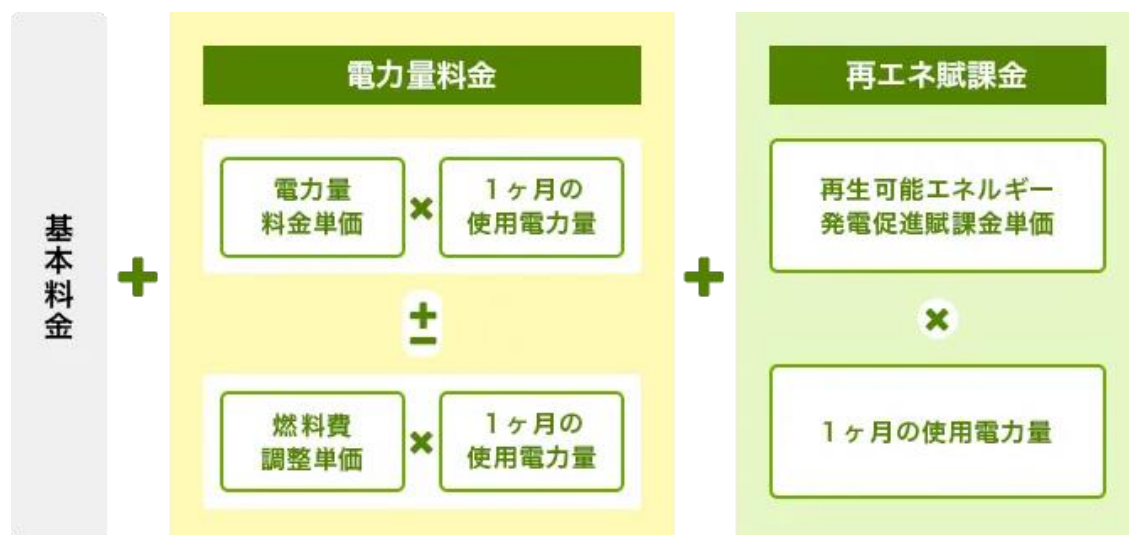 基本料金
+
電力量料金
電力量
料金単価
×
1ヶ月の
使用電力量
±
燃料費
調整単価
×
1ヶ月の
使用電力量
+
再エネ賦課金
再生可能エネルギー
発電促進賦課金単価
×
1ヶ月の使用電力量